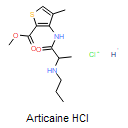 S
O
O
NH
O
NH
Cl⁻
H⁺
Articaine HCl